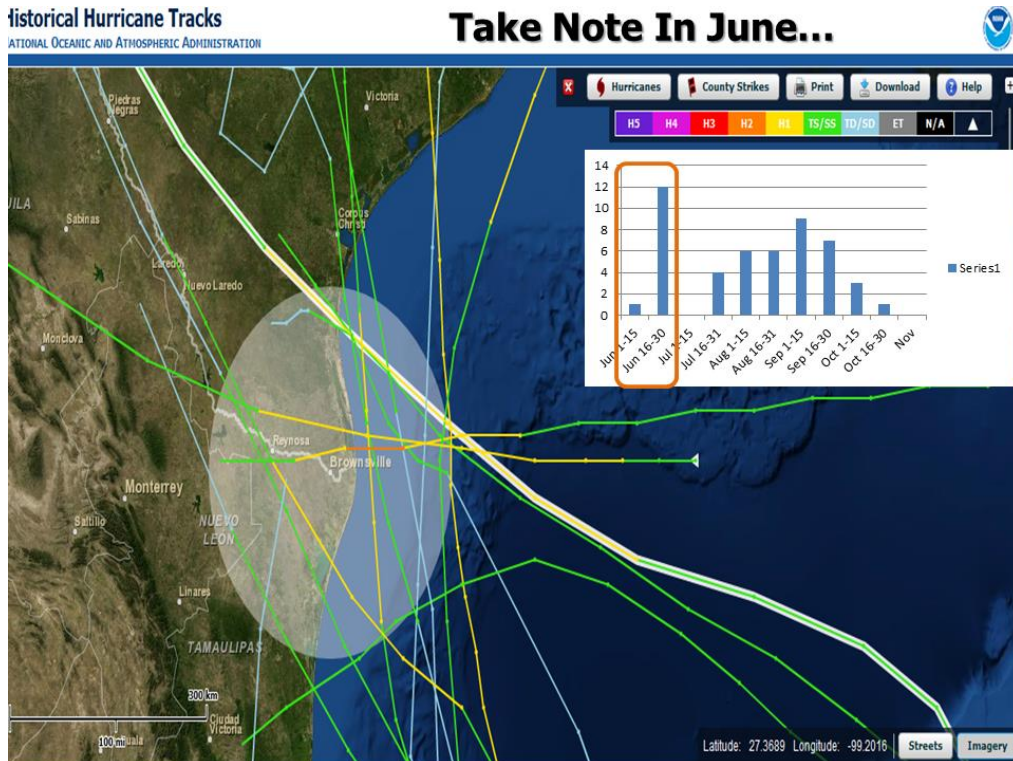 Historical Hurricane Tracks
NATIONAL OCEANIC AND ATMOSPHERIC ADMINISTRATION
Take Note In June...
Hurricanes
County Strikes
Print
Download
Help
H5 H4 H3 H2 H1 TS/SS TD/SD ET N/A
14
12
10
8
6
4
2
0
Jun 1-15
Jun 16-30
Jul 1-15
Jul 16-31
Aug 1-15
Aug 16-31
Sep 1-15
Sep 16-30
Oct 1-15
Oct 16-30
Nov
Series1
Piedras
Negras
Victoria
UILA
Sabinas
Corpus
Christi
Laredo
Nuevo Laredo
Monclova
Reynosa
Brownsville
Monterrey
Saltillo
NUEVO
LEON
Linares
TAMAULIPAS
300 km
100 mi
Ciudad
Victoria
Latitude: 27.3689 Longitude: -99.2016
Streets
Imagery